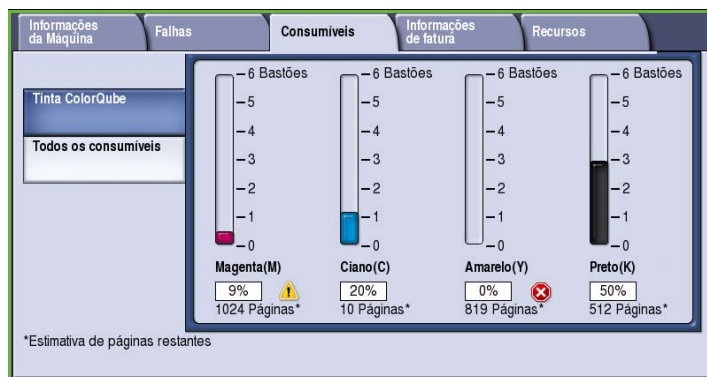 Informações da Máquina
Falhas
Consumíveis
Informações de fatura
Recursos
Tinta ColorQube
Todos os consumíveis
6 Bastões
5
4
3
2
1
0
Magenta(M)
9%
1024 Páginas*
6 Bastões
5
4
3
2
1
0
Ciano(C)
20%
10 Páginas*
6 Bastões
5
4
3
2
1
0
Amarelo(Y)
0%
819 Páginas*
6 Bastões
5
4
3
2
1
0
Preto(K)
50%
512 Páginas*
*Estimativa de páginas restantes